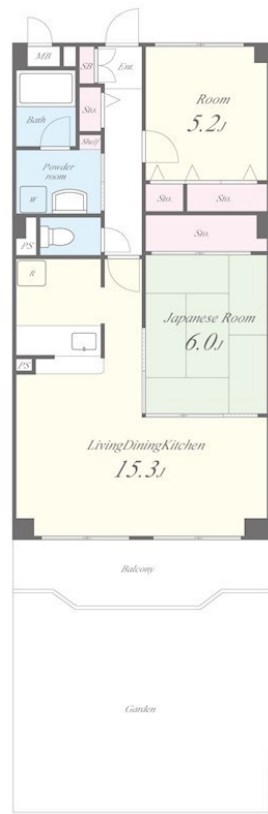 MB
SB
Ent.
Sto.
Room
5.2J
Bath
Shelf
Powder
room
W
Sto.
Sto.
PS
Sto.
R
Japanese Room
6.0J
PS
LivingDiningKitchen
15.3J
Balcony
Garden